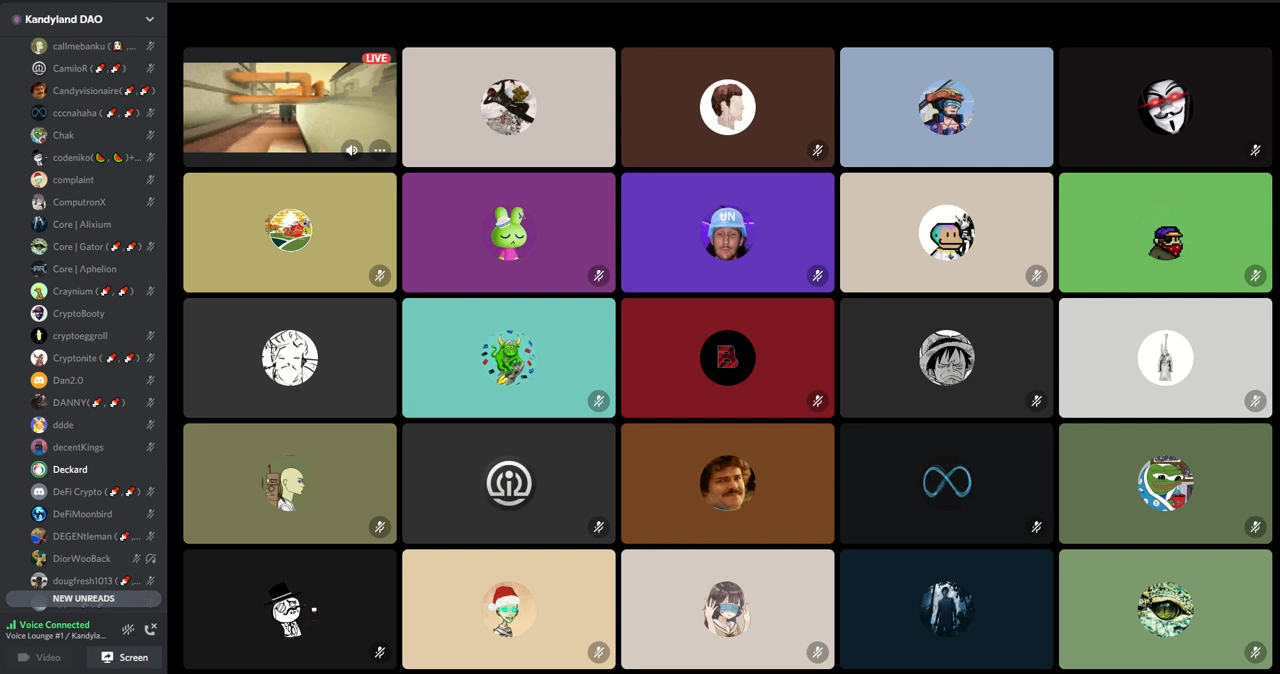 Kandyland DAO
callmebanku ( , ...
CamiloR ( , )
Candyvisionaire( , )
cccnahaha ( , )
Chak
codeniko( , )+...
complaint
ComputronX
Core | Alixium
Core | Gator ( , )
Core | Λphelion
Craynium ( , )
CryptoBooty
cryptoeggroll
Cryptonite ( , )
Dan2.0
DANNY( , )
ddde
decentKings
Deckard
DeFi Crypto ( , )
DeFiMoonbird
DEGENtleman ( ,...
DiorWooBack
dougfresh1013 ( ,...
NEW UNREADS
Voice Connected
Voice Lounge #1 / Kandyla...
Video
Screen
LIVE
UN
B